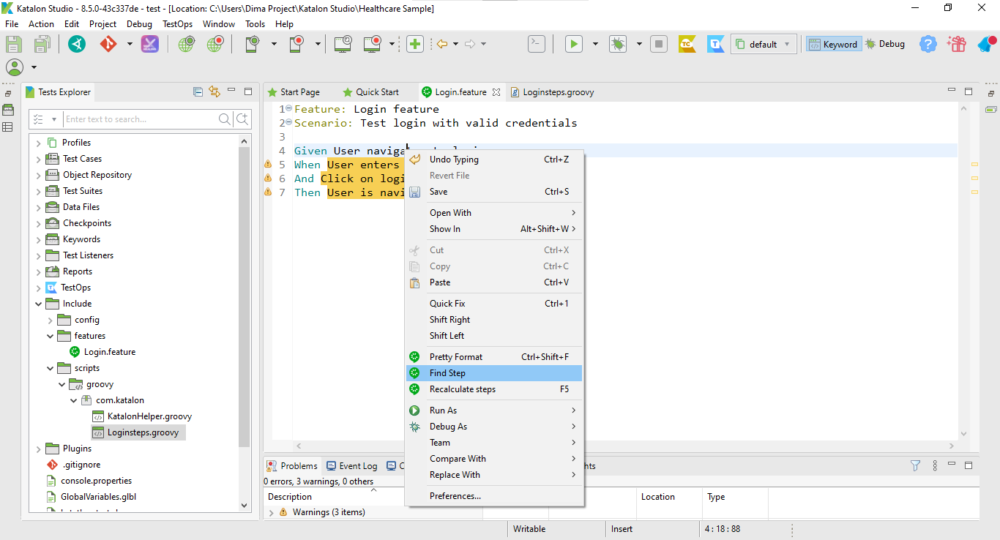 Katalon Studio - 8.5.0-43c337de - test - [Location: C:\Users\Dima Project\Katalon Studio\Healthcare Sample]
File Action Edit Project Debug TestOps Window Tools Help
TC T default Keyword Debug
Tests Explorer
Enter text to search...
Profiles
Test Cases
Object Repository
Test Suites
Data Files
Checkpoints
Keywords
Test Listeners
Reports
TestOps
Include
config
features
Login.feature
scripts
groovy
com.katalon
KatalonHelper.groovy
Loginsteps.groovy
Plugins
.gitignore
console.properties
GlobalVariables.glbl
Start Page Quick Start Login.feature Loginsteps.groovy
1 Feature: Login feature
2 Scenario: Test login with valid credentials
3
4 Given User naviga
5 When User enters
6 And Click on logi
7 Then User is navi
Undo Typing Ctrl+Z
Revert File
Save Ctrl+S
Open With
Show In Alt+Shift+W
Cut Ctrl+X
Copy Ctrl+C
Paste Ctrl+V
Quick Fix Ctrl+1
Shift Right
Shift Left
Pretty Format Ctrl+Shift+F
Find Step
Recalculate steps F5
Run As
Debug As
Team
Compare With
Replace With
Preferences...
Problems Event Log C hts
0 errors, 3 warnings, 0 others
Description Location Type
Warnings (3 items)
Writable Insert 4 : 18 : 88